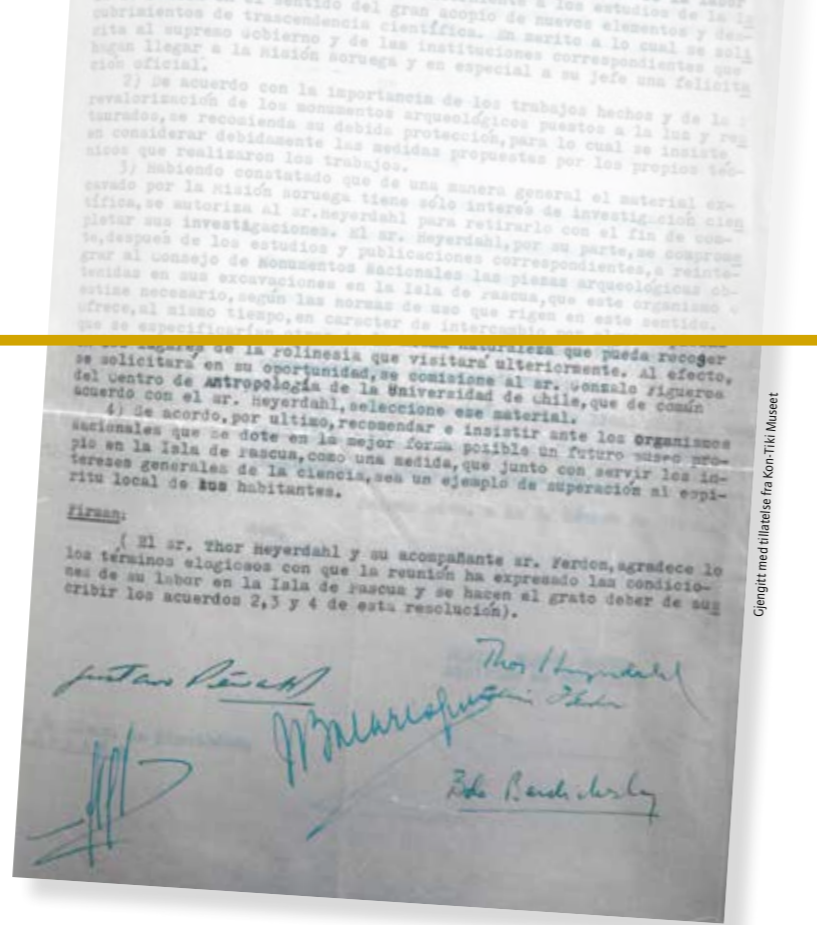 cubrimientos de trascendencia científica. En merito a lo cual se soli
cita al supremo Gobierno y de las instituciones correspondientes que
hagan llegar a la Misión Noruega y en especial a su jefe una felicita
ción oficial.
2) De acuerdo con la importancia de los trabajos hechos y de la
revalorización de los monumentos arqueológicos puestos a la luz y res
taurados,se recomienda su debida protección,para lo cual se insiste
en considerar debidamente las medidas propuestas por los propios téc-
nicos que realizaron los trabajos.
3) Habiendo constatado que de una manera general el material ex-
cavado por la Misión Noruega tiene sólo interés de investigación cien
tífica,se autoriza al sr.Heyerdahl para retirarlo con el fin de com-
pletar sus investigaciones. El sr. Heyerdahl,por su parte,se comprome
te,después de los estudios y publicaciones correspondientes,a reinte-
grar al Consejo de Monumentos Nacionales las piezas arqueológicas ob-
tenidas en sus excavaciones en la Isla de Pascua,que este organismo
estime necesario,según las normas de uso que rigen en este sentido.
ofrece,al mismo tiempo,en caracter de intercambio
que se especificarían naturaleza que pueda recoger
en los lugares de la Polinesia que visitará ulteriormente. Al efecto,
se solicitará en su oportunidad,se comisione al sr. Gonzalo Figueroa
del Centro de Antropología de la Universidad de Chile,que de común
acuerdo con el sr. Heyerdahl,seleccione ese material.
4) Se acordo,por ultimo,recomendar e insistir ante los organismos
nacionales que se dote en la mejor forma posible un futuro museo pro-
pio en la Isla de Pascua,como una medida,que junto con servir los in-
tereses generales de la ciencia,sea un ejemplo de superación al espi-
ritu local de sus habitantes.
Firman:
( El sr. Thor Heyerdahl y su acompañante sr. Ferdon,agradece lo
los términos elogiosos con que la reunión ha expresado las condicio-
nes de su labor en la Isla de Pascua y se hacen el grato deber de sus
cribir los acuerdos 2,3 y 4 de esta resolución).
Thor Heyerdahl
Gjengitt med tillatelse fra Kon-Tiki Museet